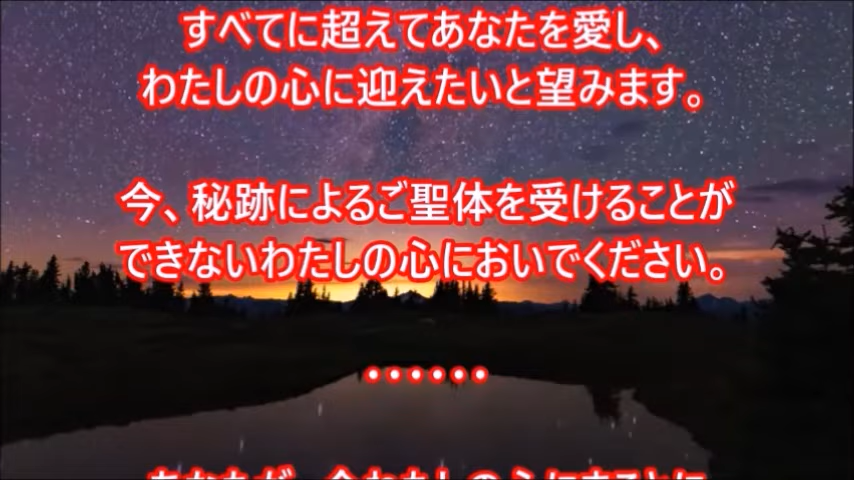 すべてに超えてあなたを愛し、
わたしの心に迎えたいと望みます。
今、秘跡によるご聖体を受けることが
できないわたしの心においでください。
・・・・・・